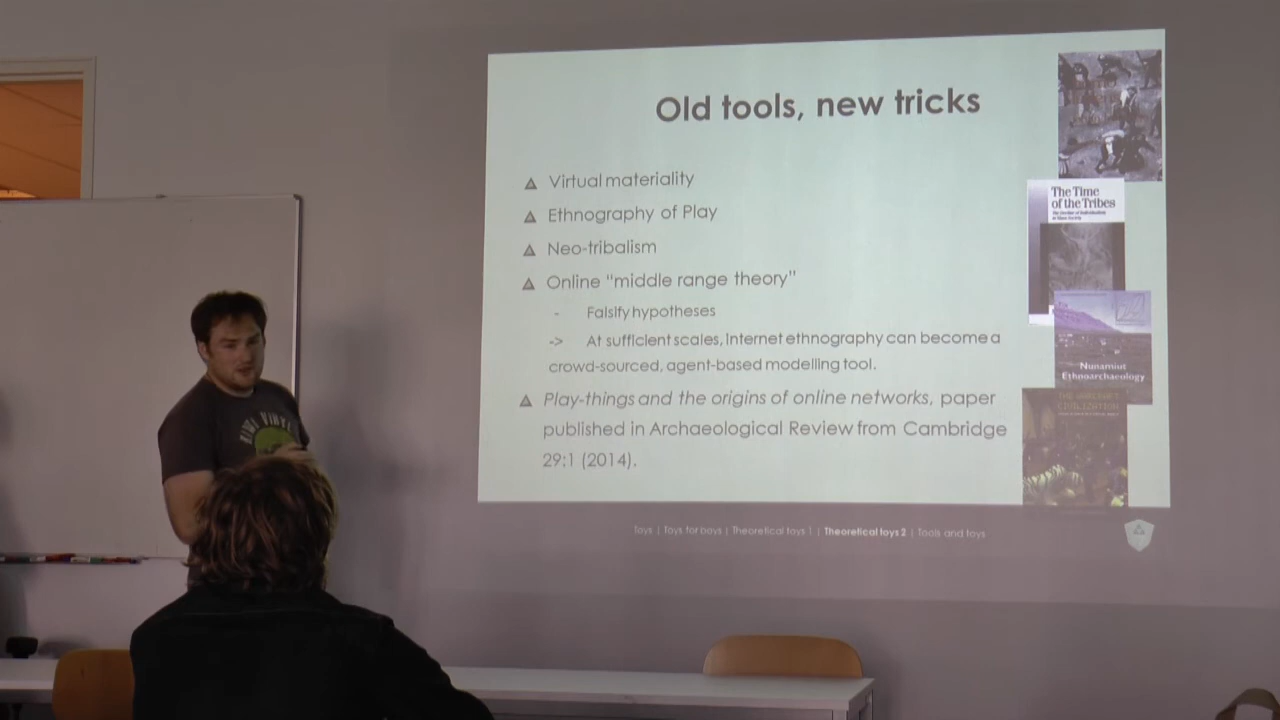 Old tools, new tricks
Virtual materiality
Ethnography of Play
Neo-tribalism
Online “middle range theory”
- Falsify hypotheses
-> At sufficient scales, Internet ethnography can become a
crowd-sourced, agent-based modelling tool.
Play-things and the origins of online networks, paper
published in Archaeological Review from Cambridge
29:1 (2014).
The Time
of the Tribes
Nunamiut
Ethnoarchaeology
THE WARCRAFT
CIVILIZATION
Toys | Toys for boys | Theoretical toys 1 | Theoretical toys 2 | Tools and toys